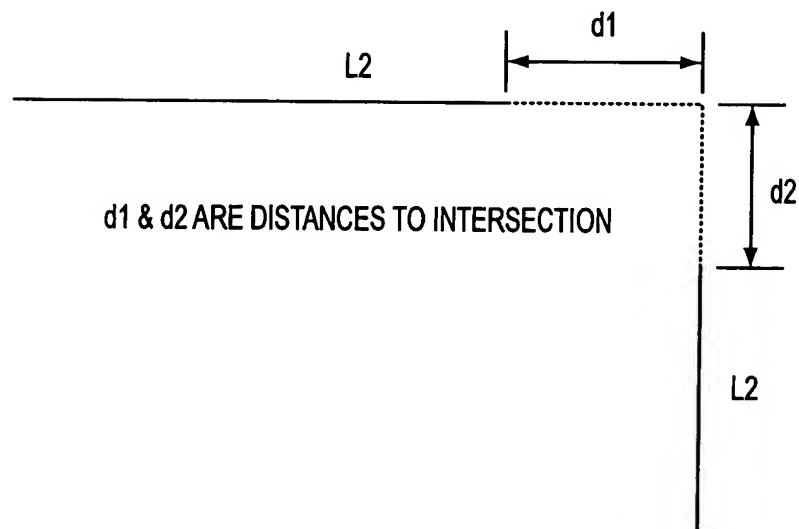 d1
L2
d2
d1 & d2 ARE DISTANCES TO INTERSECTION
L2